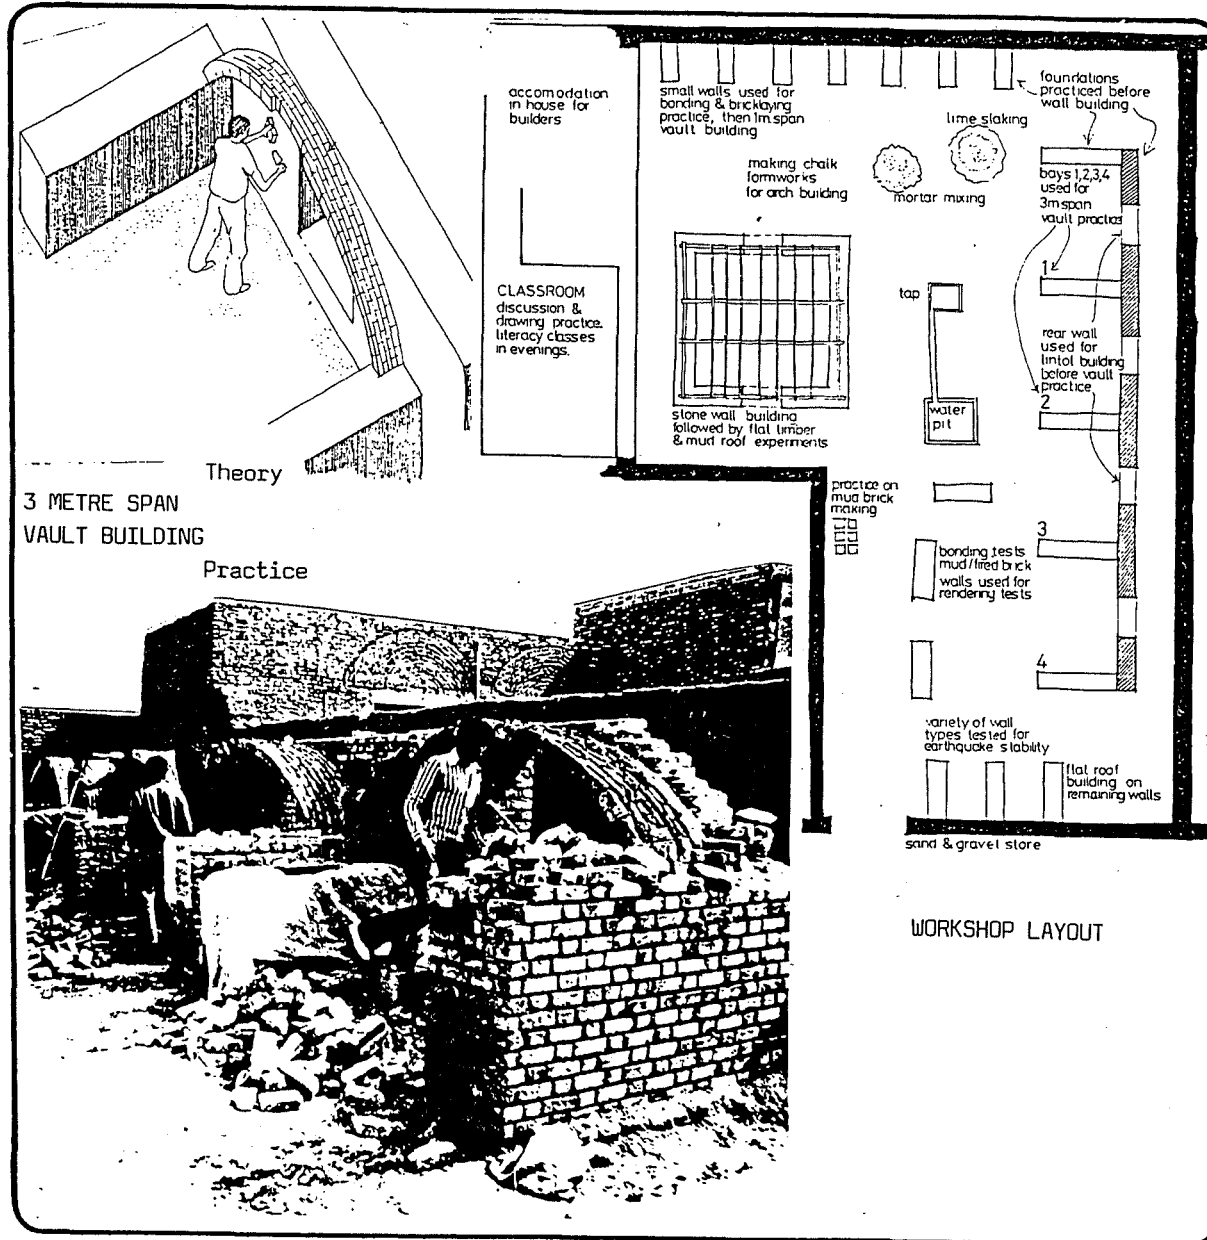 Theory
3 METRE SPAN
VAULT BUILDING
Practice
accomodation
in house for
builders
CLASSROOM
discussion &
drawing practice.
literacy classes
in evenings.
small walls used for
bonding & bricklaying
practice, then 1m span
vault building
foundations
practiced before
wall building
lime slaking
making chalk
formworks
for arch building
mortar mixing
bays 1,2,3,4
used for
3m span
vault practice
1
tap
rear wall
used for
lintol building
before vault
practice
2
water
pit
stone wall building
followed by flat timber
& mud roof experiments
practice on
mud brick
making
3
bonding tests
mud/fired brick
walls used for
rendering tests
4
variety of wall
types tested for
earthquake stability
flat roof
building on
remaining walls
sand & gravel store
WORKSHOP LAYOUT